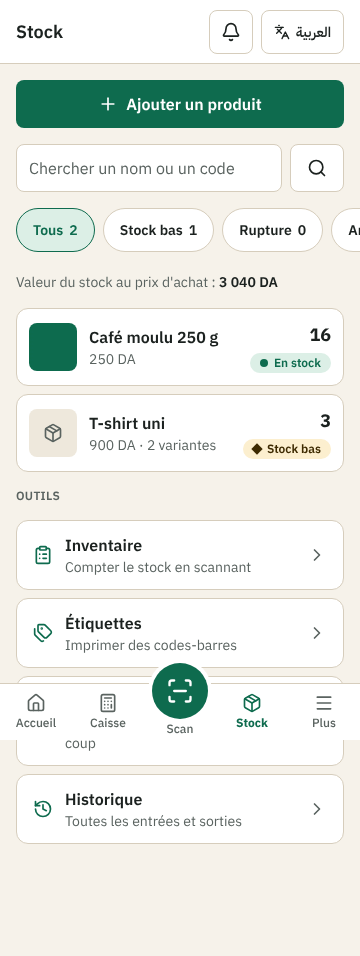 Stock
العربية
Ajouter un produit
Chercher un nom ou un code
Tous 2
Stock bas 1
Rupture 0
Valeur du stock au prix d'achat : 3 040 DA
Café moulu 250 g
16
250 DA
En stock
T-shirt uni
3
900 DA · 2 variantes
Stock bas
OUTILS
Inventaire
Compter le stock en scannant
Étiquettes
Imprimer des codes-barres
Accueil
Caisse
Scan
Stock
Plus
coup
Historique
Toutes les entrées et sorties